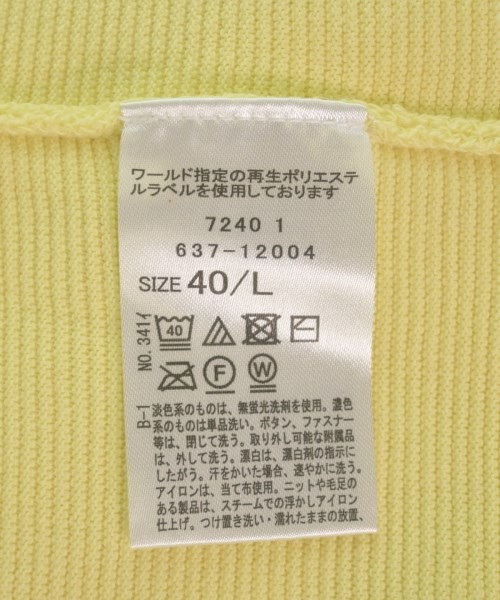 ワールド指定の再生ポリエステ
ルラベルを使用しております
7240 1
637-12004
SIZE 40/L
NO. 341イ
40
F
W
B-1
淡色系のものは、無蛍光洗剤を使用。濃色
系のものは単品洗い。ボタン、ファスナー
等は、閉じて洗う。取り外し可能な附属品
は、外して洗う。漂白は、漂白剤の指示に
したがう。汗をかいた場合、速やかに洗う。
アイロンは、当て布使用。ニットや毛足の
ある製品は、スチームでの浮かしアイロン
仕上げ。つけ置き洗い・濡れたままの放置、